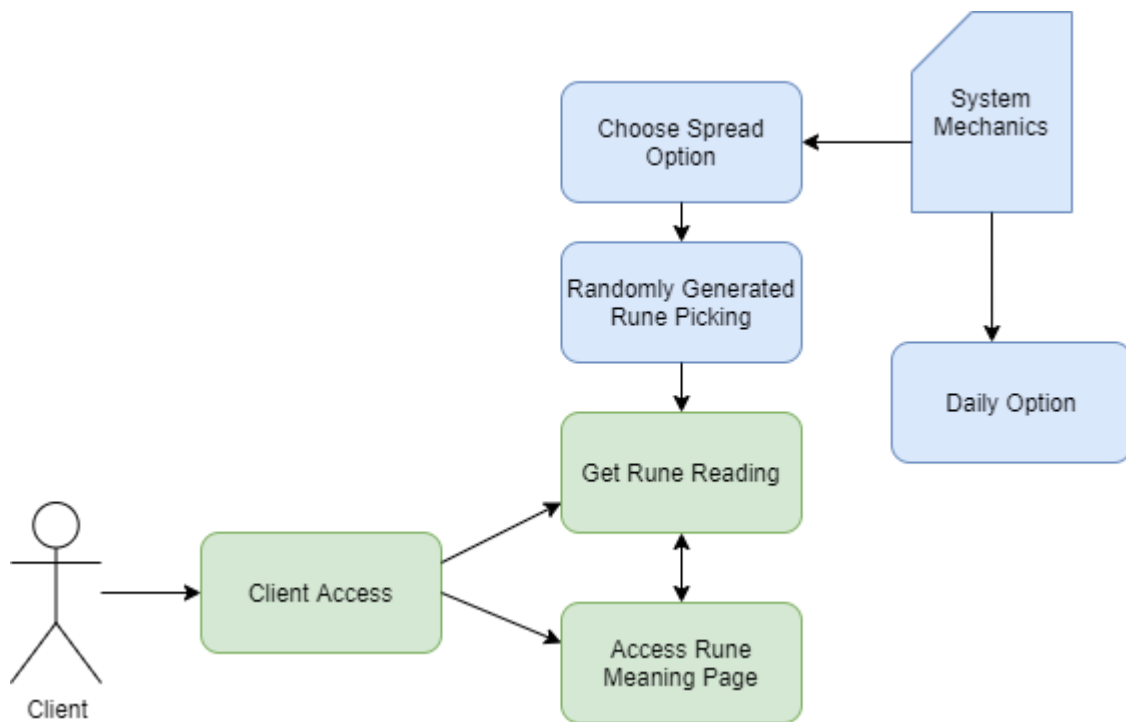 System
Mechanics
Choose Spread
Option
Randomly Generated
Rune Picking
Daily Option
Get Rune Reading
Client Access
Access Rune
Meaning Page
Client